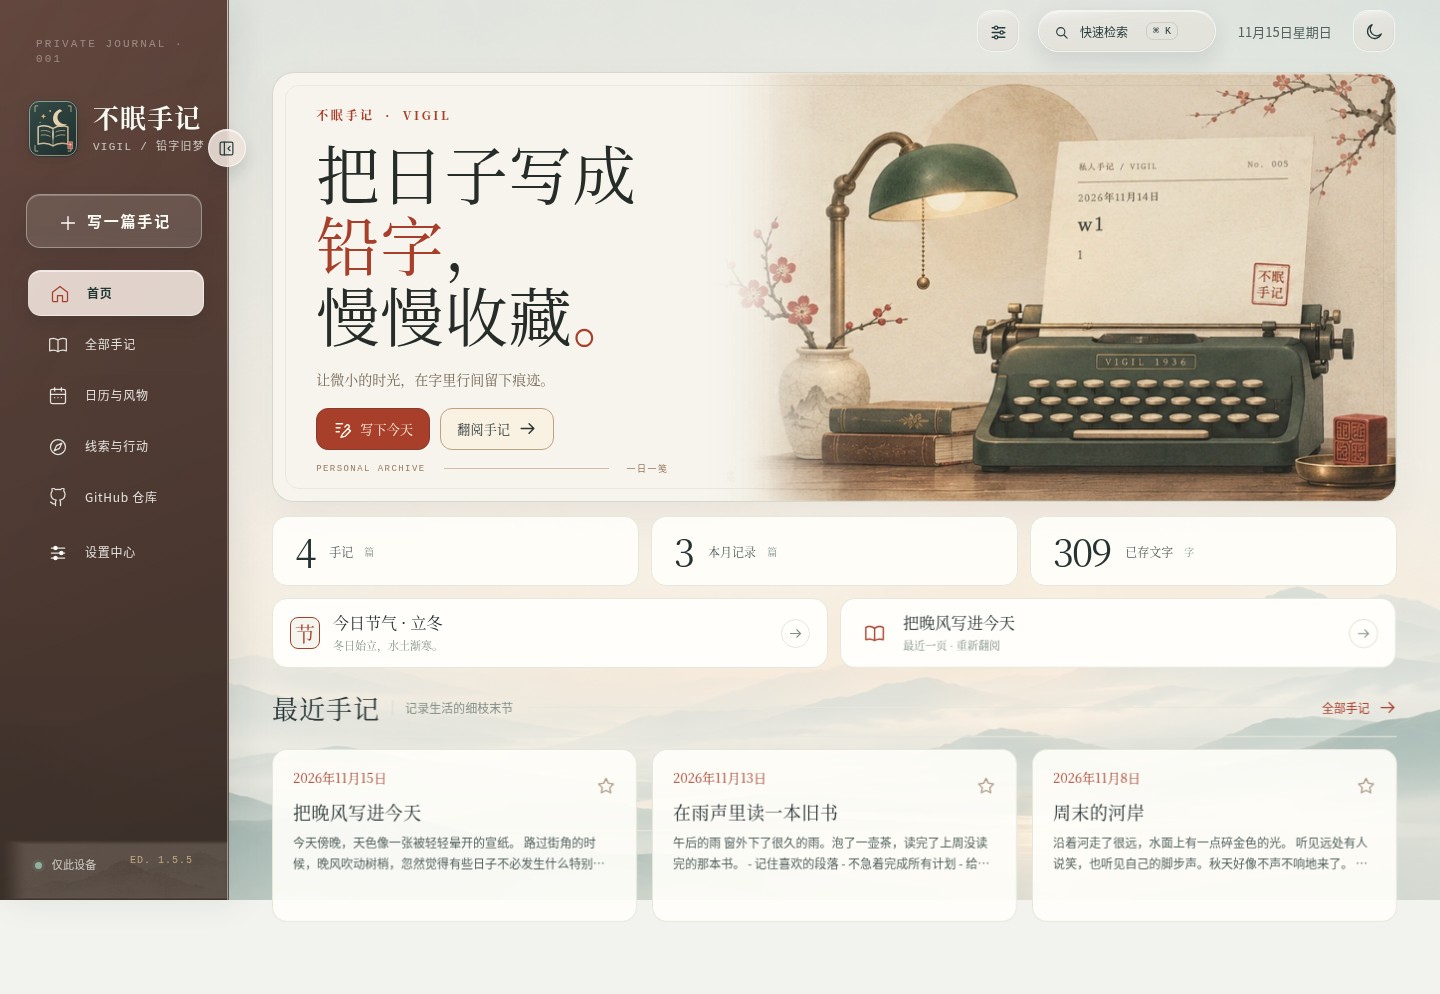 PRIVATE JOURNAL ·
001
不眠手记
VIGIL / 铅字旧梦
写一篇手记
首页
全部手记
日历与风物
线索与行动
GitHub 仓库
设置中心
仅此设备
ED. 1.5.5
快速检索
⌘ K
11月15日星期日
不眠手记 · VIGIL
把日子写成
铅字，
慢慢收藏。
让微小的时光，在字里行间留下痕迹。
写下今天
翻阅手记
PERSONAL ARCHIVE
一日一笺
私人手记 / VIGIL
No. 005
2026年11月14日
w1
1
不眠
手记
VIGIL 1936
4 手记 篇
3 本月记录 篇
309 已存文字 字
节
今日节气 · 立冬
冬日始立，水土渐寒。
把晚风写进今天
最近一页 · 重新翻阅
最近手记
记录生活的细枝末节
全部手记
2026年11月15日
把晚风写进今天
今天傍晚，天色像一张被轻轻晕开的宣纸。 路过街角的时
候，晚风吹动树梢，忽然觉得有些日子不必发生什么特别…
2026年11月13日
在雨声里读一本旧书
午后的雨 窗外下了很久的雨。泡了一壶茶，读完了上周没读
完的那本书。 - 记住喜欢的段落 - 不急着完成所有计划 - 给…
2026年11月8日
周末的河岸
沿着河走了很远，水面上有一点碎金色的光。 听见远处有人
说笑，也听见自己的脚步声。秋天好像不声不响地来了。 …